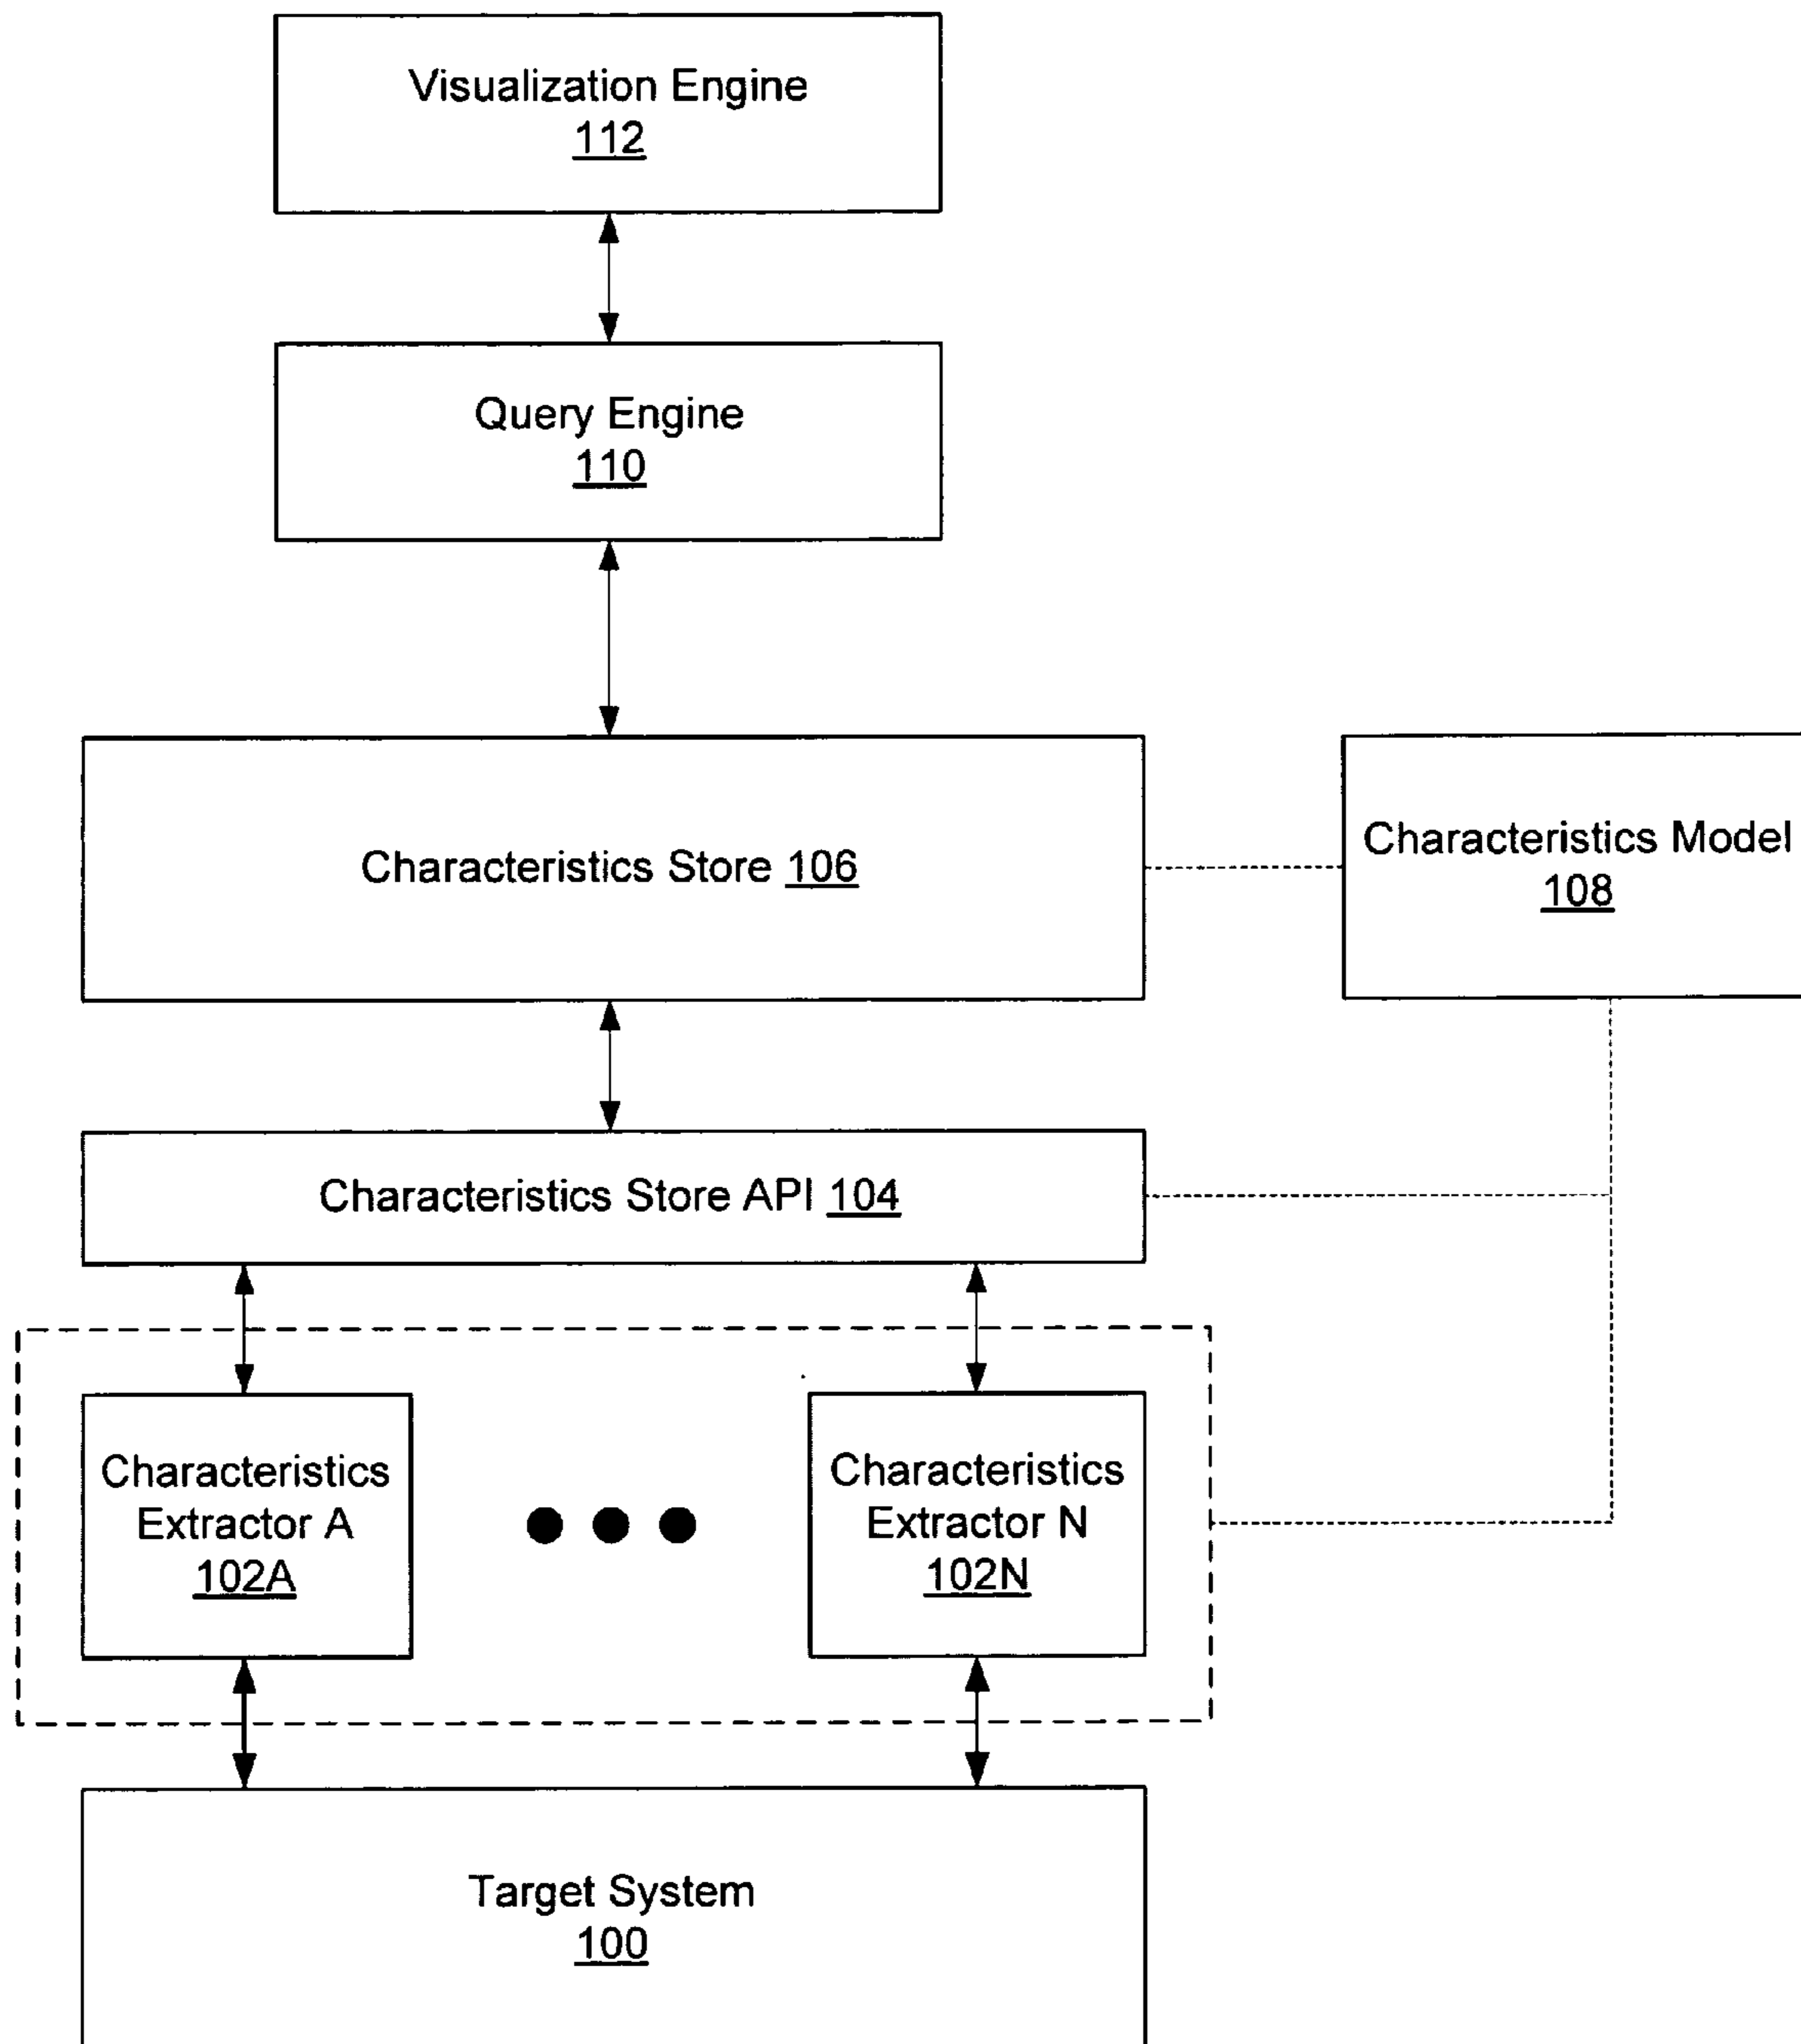 Visualization Engine
112
Query Engine
110
Characteristics Store 106
Characteristics Model
108
Characteristics Store API 104
Characteristics
Extractor A
102A
Characteristics
Extractor N
102N
Target System
100